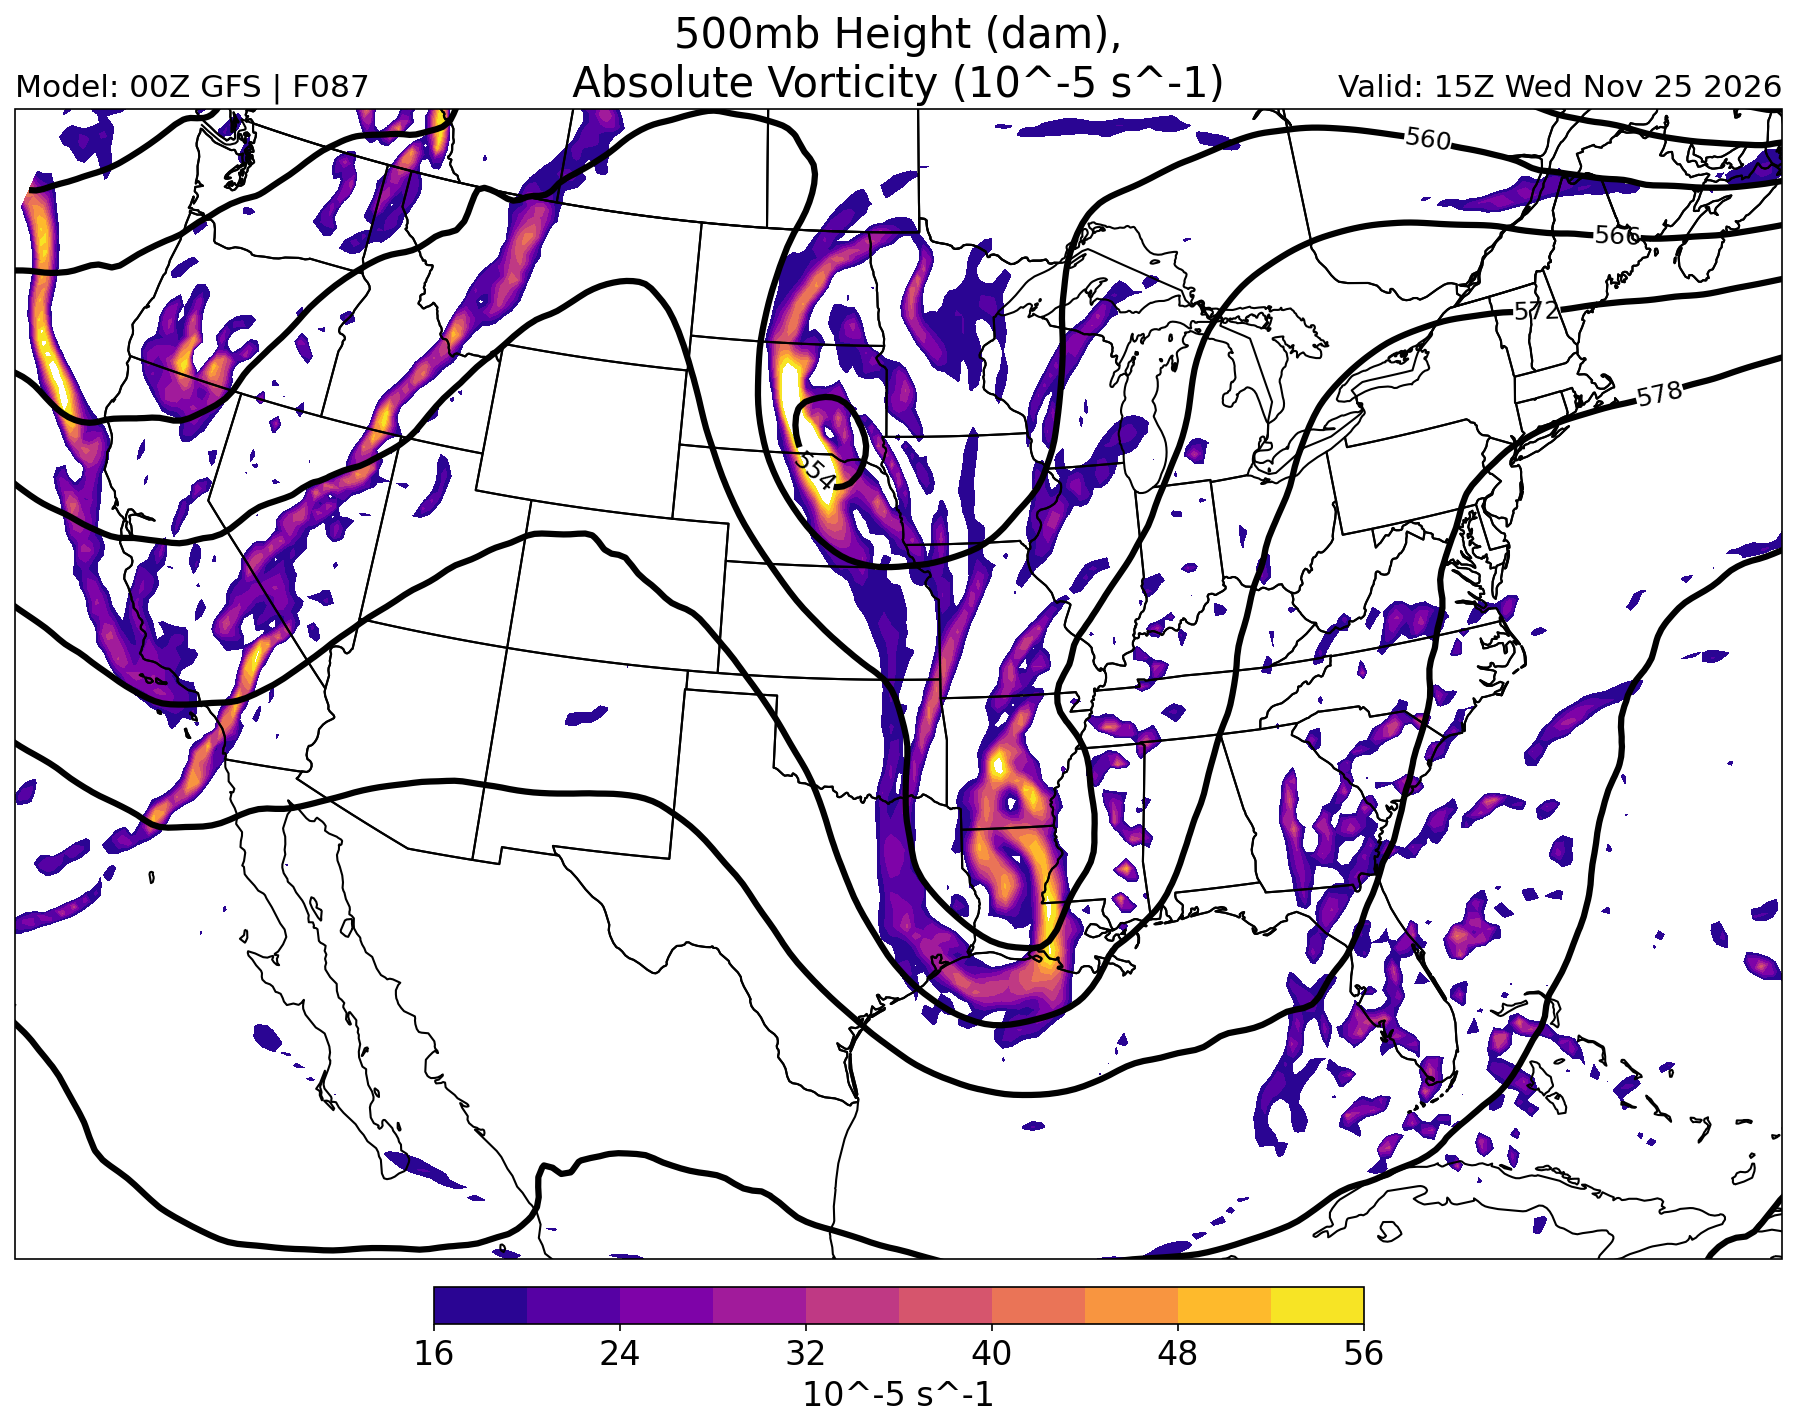 500mb Height (dam),
Model: 00Z GFS | F087
Absolute Vorticity (10^-5 s^-1)
Valid: 15Z Wed Nov 25 2026
560
566
572
578
554
16 24 32 40 48 56
10^-5 s^-1